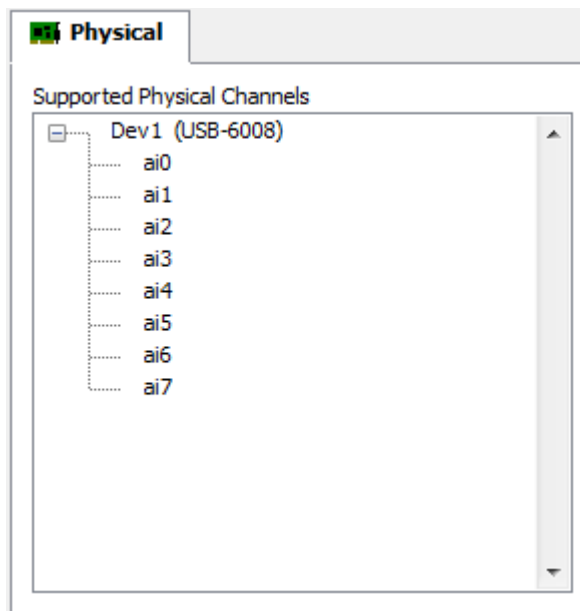 Physical
Supported Physical Channels
Dev1 (USB-6008)
ai0
ai1
ai2
ai3
ai4
ai5
ai6
ai7